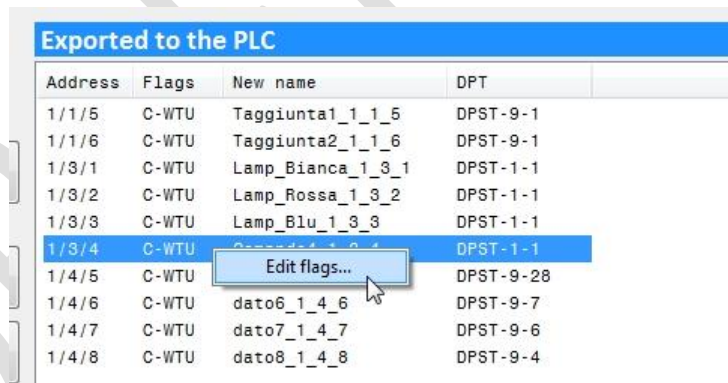 Exported to the PLC
Address Flags New name DPT
1/1/5 C-WTU Taggiunta1_1_1_5 DPST-9-1
1/1/6 C-WTU Taggiunta2_1_1_6 DPST-9-1
1/3/1 C-WTU Lamp_Bianca_1_3_1 DPST-1-1
1/3/2 C-WTU Lamp_Rossa_1_3_2 DPST-1-1
1/3/3 C-WTU Lamp_Blu_1_3_3 DPST-1-1
1/3/4 C-WTU DPST-1-1
Edit flags...
1/4/5 C-WTU DPST-9-28
1/4/6 C-WTU dato6_1_4_6 DPST-9-7
1/4/7 C-WTU dato7_1_4_7 DPST-9-6
1/4/8 C-WTU dato8_1_4_8 DPST-9-4